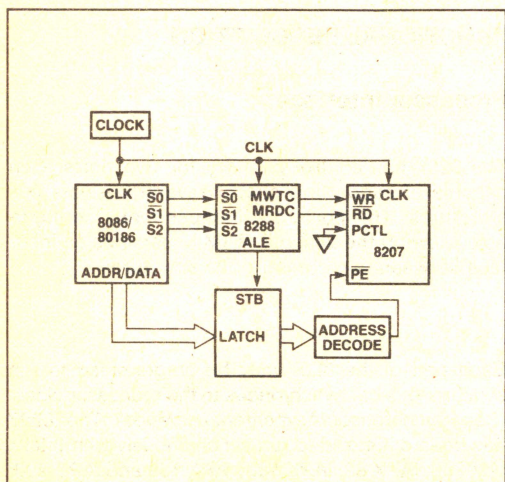 CLOCK
CLK
CLK
8086/
80186
ADDR/DATA
S0
S1
S2
S0
S1
S2
MWTC
MRDC
8288
ALE
WR
CLK
RD
PCTL
8207
PE
STB
LATCH
ADDRESS
DECODE